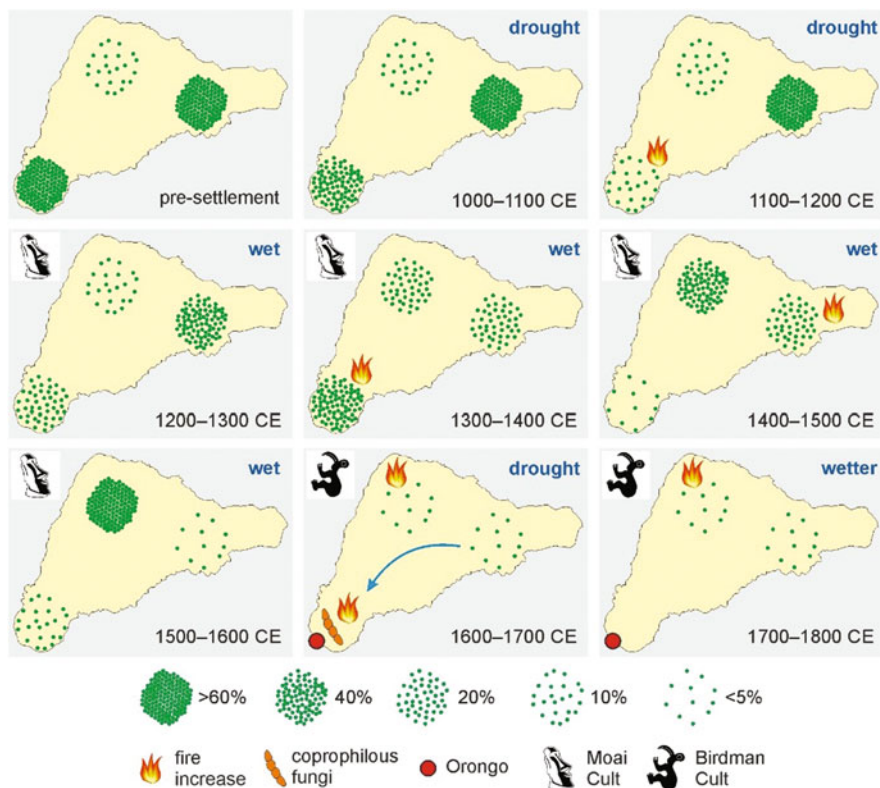 drought
drought
pre-settlement
1000–1100 CE
1100–1200 CE
wet
wet
wet
1200–1300 CE
1300–1400 CE
1400–1500 CE
wet
drought
wetter
1500–1600 CE
1600–1700 CE
1700–1800 CE
>60%
40%
20%
10%
<5%
fire
increase
coprophilous
fungi
Orongo
Moai
Cult
Birdman
Cult